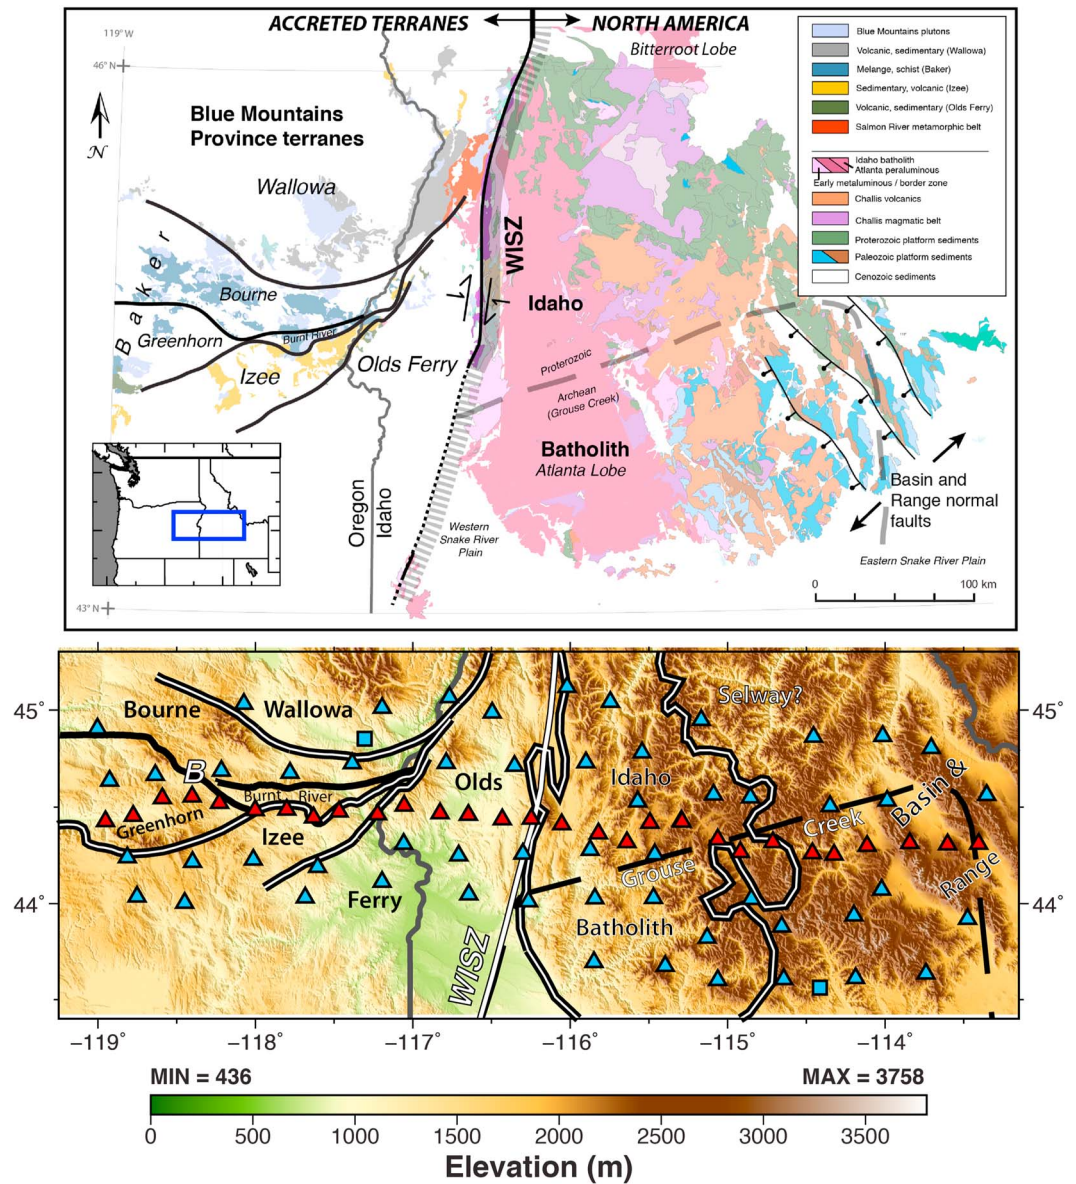 ACCRETED TERRANES
NORTH AMERICA
119° W
46° N
N
Bitterroot Lobe
Blue Mountains
Province terranes
Wallowa
Baker
Bourne
Greenhorn
Burnt River
Izee
Olds Ferry
WISZ
Idaho
Proterozoic
Archean
(Grouse Creek)
Batholith
Atlanta Lobe
Oregon
Idaho
Western
Snake River
Plain
43° N
Basin and
Range normal
faults
Eastern Snake River Plain
0
100 km
Blue Mountains plutons
Volcanic, sedimentary (Wallowa)
Melange, schist (Baker)
Sedimentary, volcanic (Izee)
Volcanic, sedimentary (Olds Ferry)
Salmon River metamorphic belt
Idaho batholith
Atlanta peraluminous
Early metaluminous / border zone
Challis volcanics
Challis magmatic belt
Proterozoic platform sediments
Paleozoic platform sediments
Cenozoic sediments
45°
45°
44°
44°
Bourne
Wallowa
Selway?
B
Burnt River
Greenhorn
Izee
Olds
Ferry
WISZ
Idaho
Batholith
Grouse
Creek
Basin &
Range
−119°
−118°
−117°
−116°
−115°
−114°
MIN = 436
MAX = 3758
0
500
1000
1500
2000
2500
3000
3500
Elevation (m)